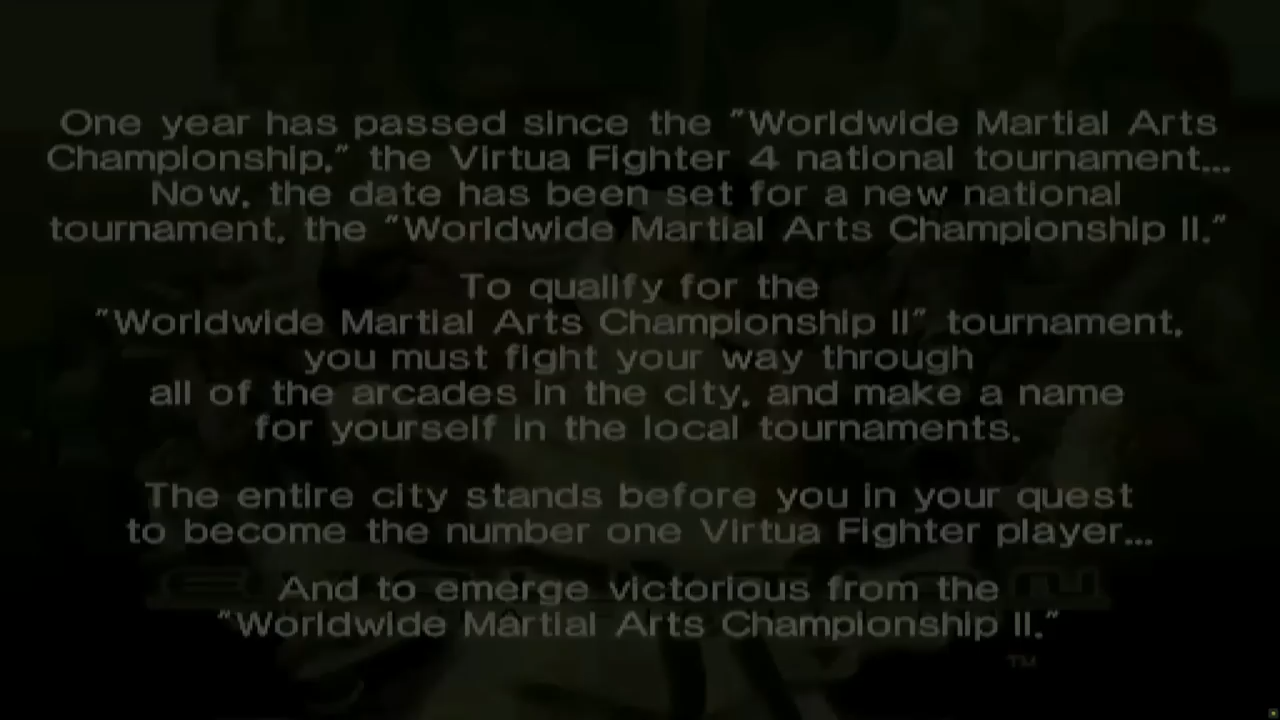 One year has passed since the "Worldwide Martial Arts
Championship," the Virtua Fighter 4 national tournament...
Now, the date has been set for a new national
tournament, the "Worldwide Martial Arts Championship II."
To qualify for the
"Worldwide Martial Arts Championship II" tournament,
you must fight your way through
all of the arcades in the city, and make a name
for yourself in the local tournaments.
The entire city stands before you in your quest
to become the number one Virtua Fighter player...
And to emerge victorious from the
"Worldwide Martial Arts Championship II."
TM